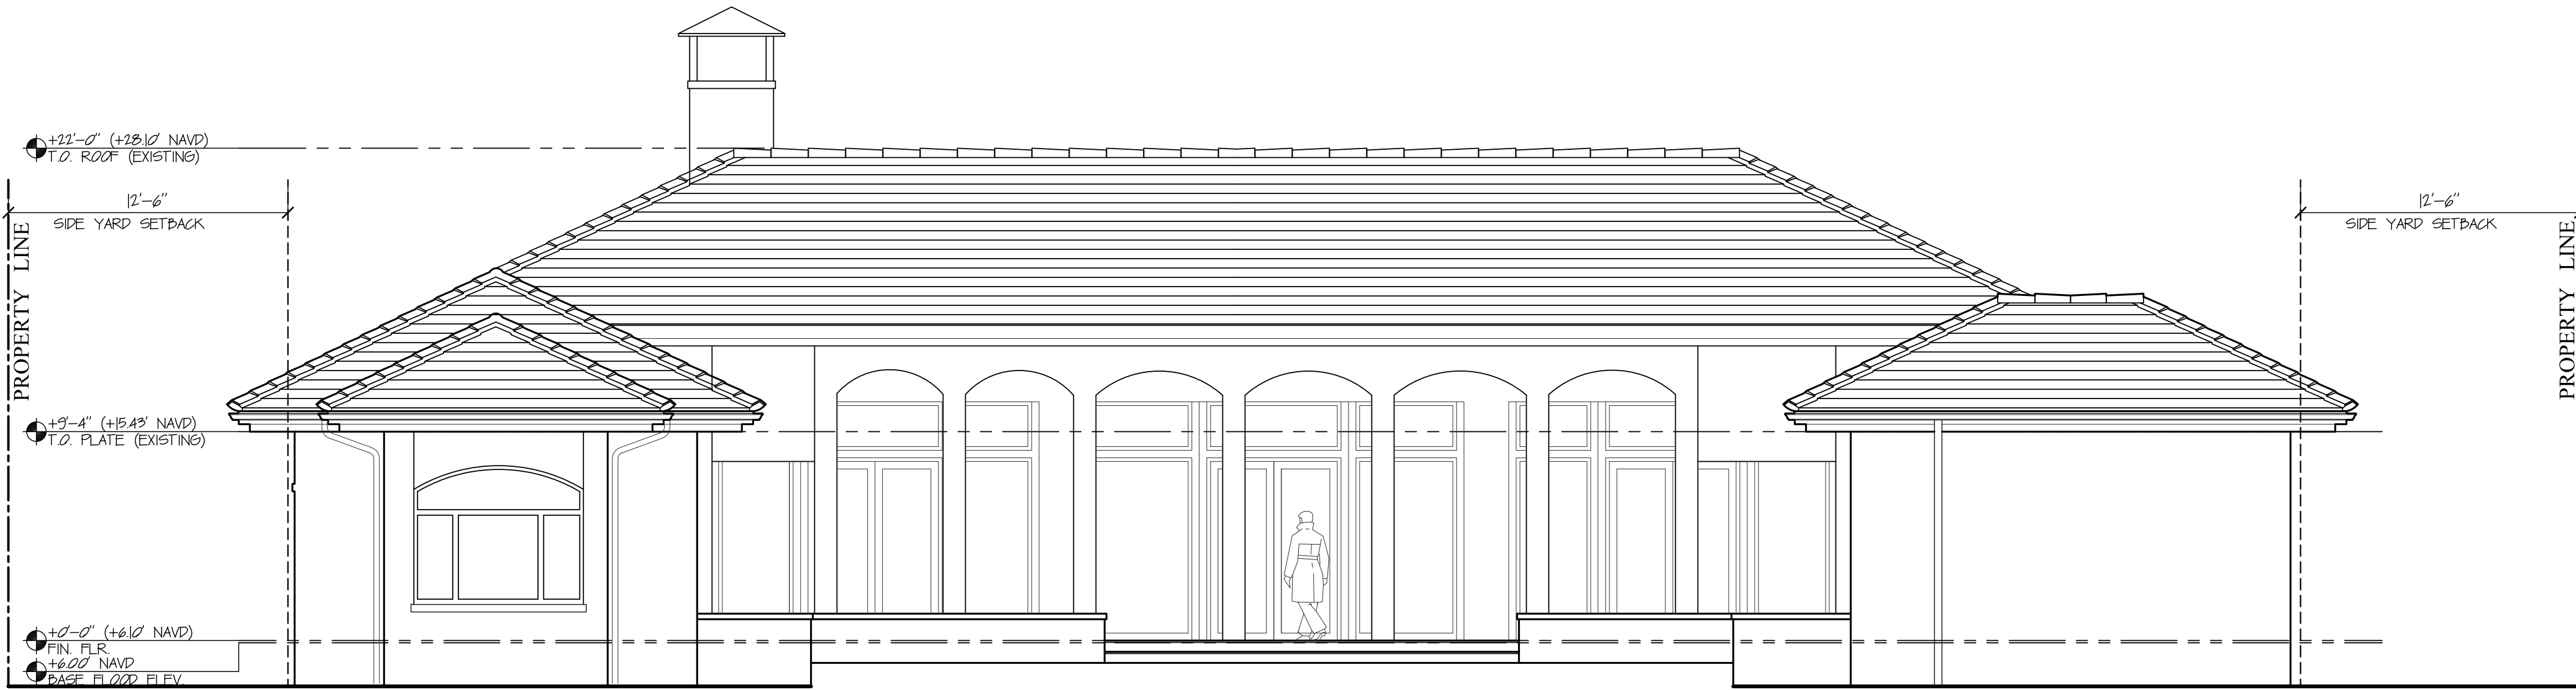 +22'-0" (+28.10' NAVD)
T.O. ROOF (EXISTING)
12'-6"
SIDE YARD SETBACK
PROPERTY LINE
+9'-4" (+15.43' NAVD)
T.O. PLATE (EXISTING)
+0'-0" (+6.10' NAVD)
FIN. FLR.
+6.00' NAVD
BASE FLOOD ELEV.
12'-6"
SIDE YARD SETBACK
PROPERTY LINE